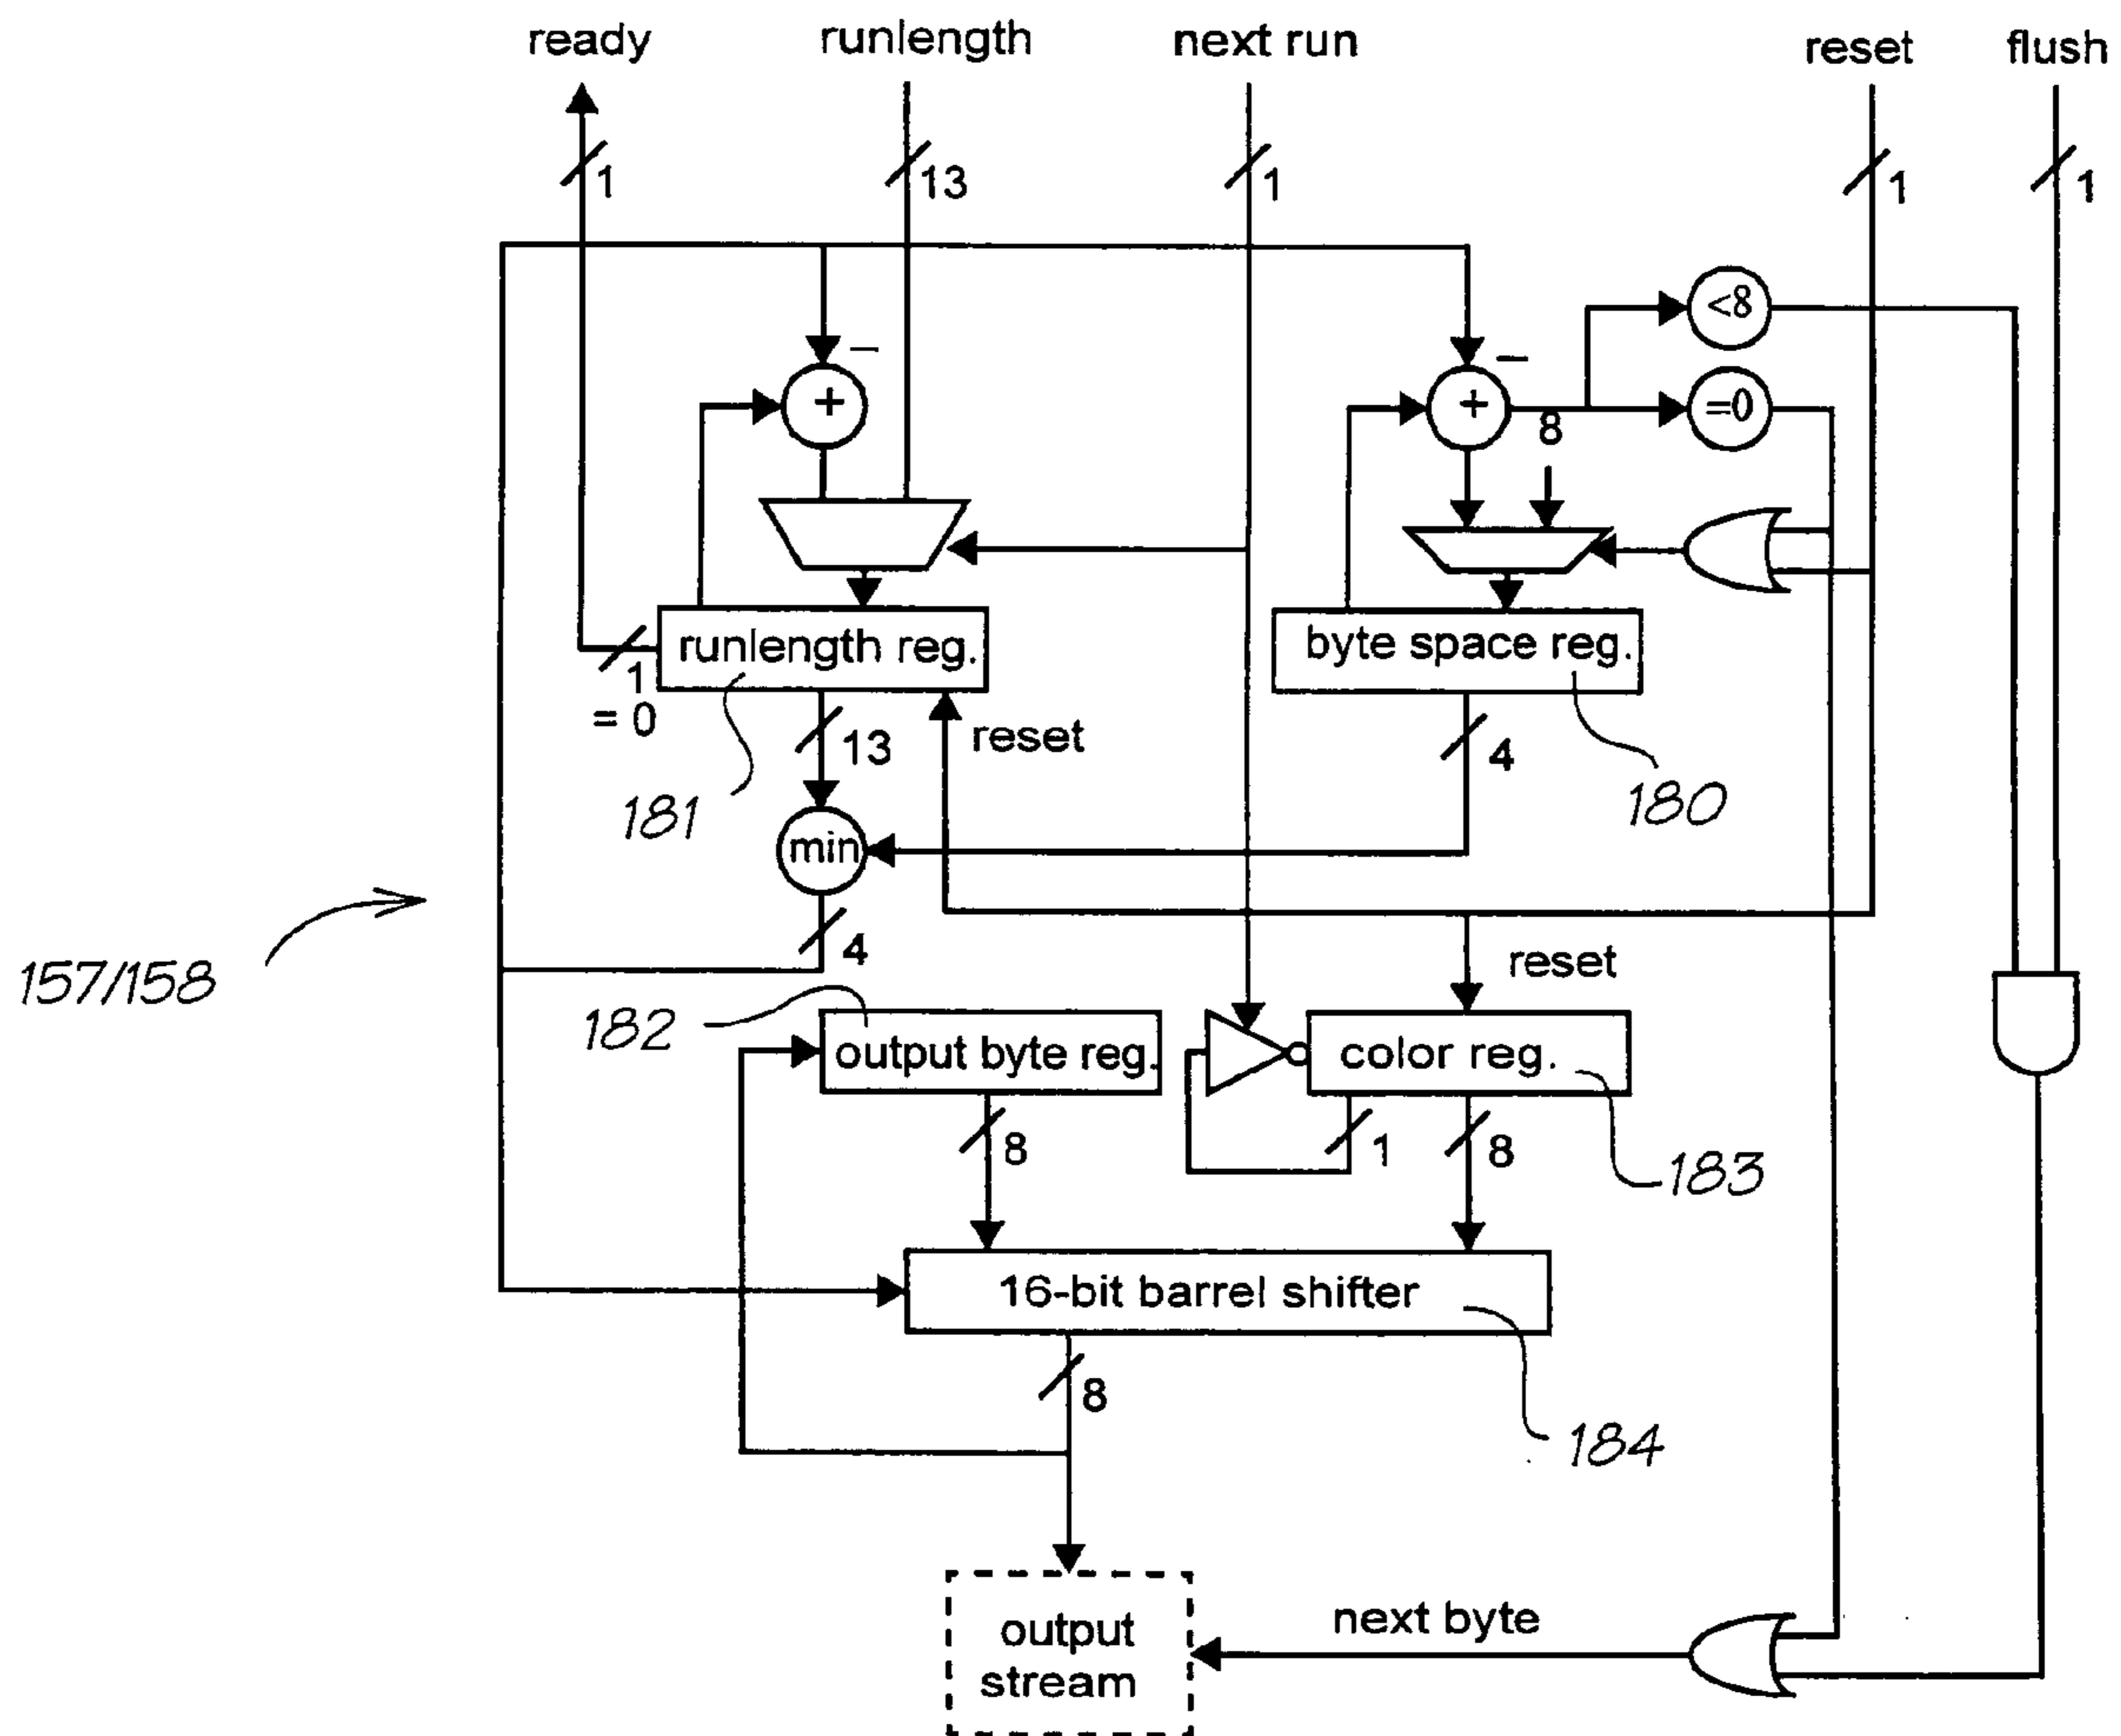 ready
runlength
next run
reset
flush
1
13
1
1
1
<8
−
−
+
+
=0
8
runlength reg.
byte space reg.
1
= 0
13
reset
4
181
180
min
4
reset
157/158
182
output byte reg.
color reg.
8
1
8
183
16-bit barrel shifter
8
184
next byte
output
stream